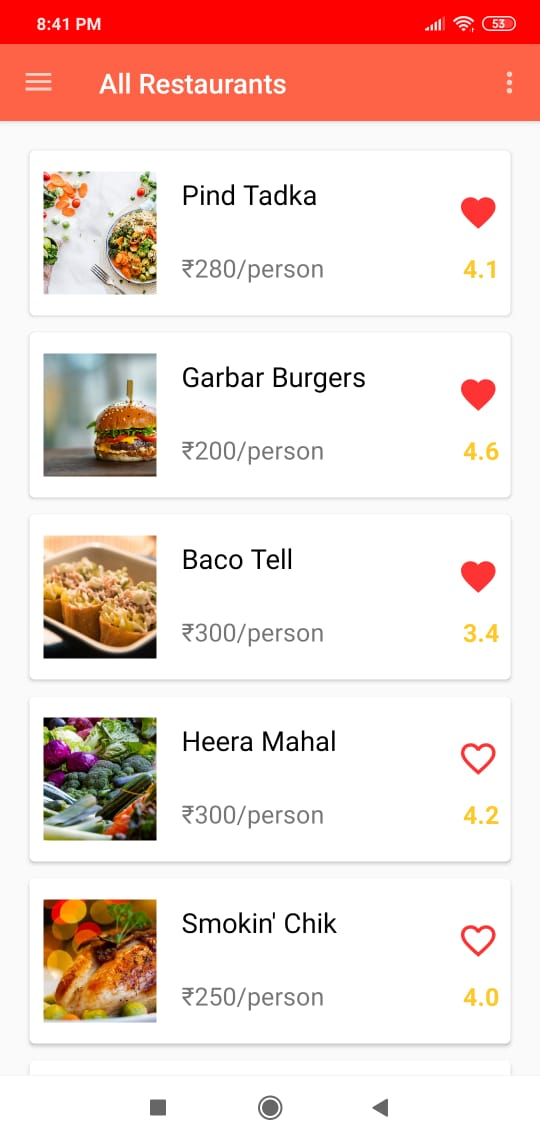 8:41 PM
53
All Restaurants
Pind Tadka
₹280/person
4.1
Garbar Burgers
₹200/person
4.6
Baco Tell
₹300/person
3.4
Heera Mahal
₹300/person
4.2
Smokin' Chik
₹250/person
4.0